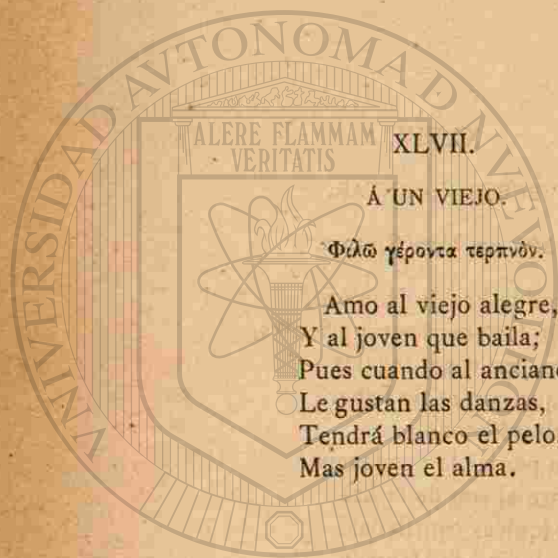 XLVII.
Á UN VIEJO.
Φιλῶ γέροντα τερπνὸν.
Amo al viejo alegre,
Y al joven que baila;
Pues cuando al anciano
Le gustan las danzas,
Tendrá blanco el pelo
Mas joven el alma.
ALERE FLAMMAM
VERITATIS